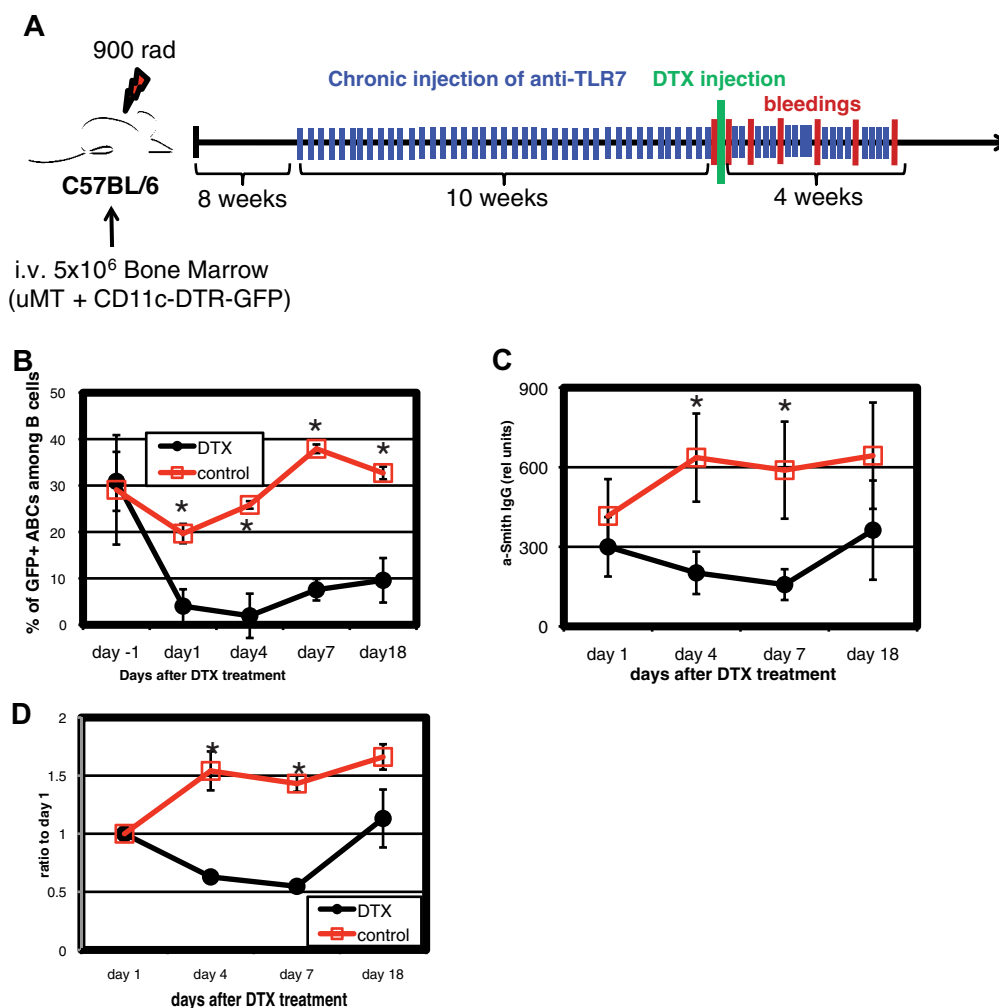 A
900 rad
Chronic injection of anti-TLR7
DTX injection
bleedings
C57BL/6
8 weeks
10 weeks
4 weeks
i.v. 5x10⁶ Bone Marrow
(uMT + CD11c-DTR-GFP)
B
% of GFP+ ABCs among B cells
50
40
30
20
10
0
DTX
control
*
*
*
*
day -1 day1 day4 day7 day18
Days after DTX treatment
C
a-Smith IgG (rel units)
900
600
300
0
* *
day 1 day 4 day 7 day 18
days after DTX treatment
D
ratio to day 1
2
1.5
1
0.5
0
* *
DTX
control
day 1 day 4 day 7 day 18
days after DTX treatment